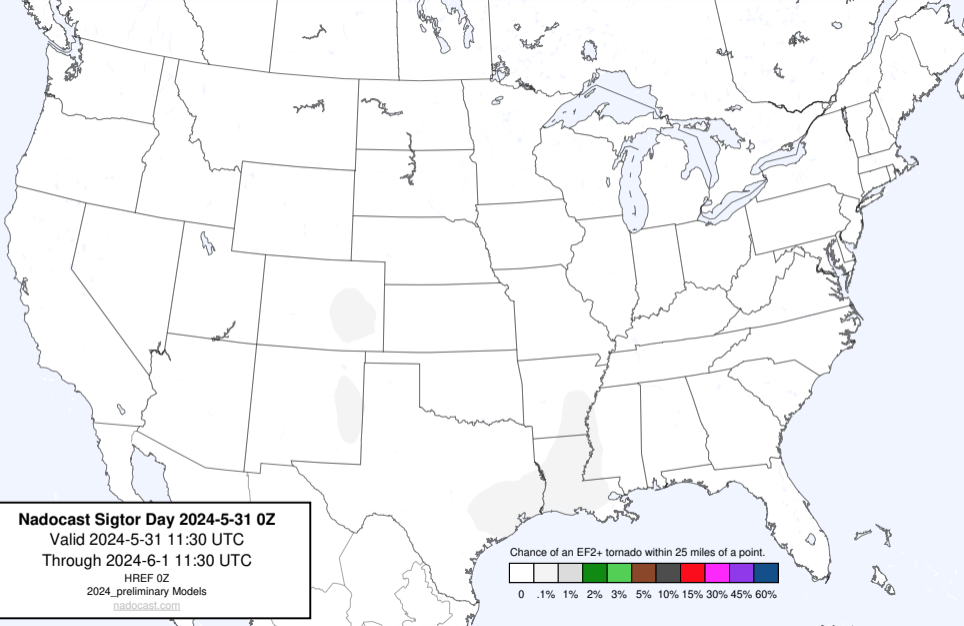 Nadocast Sigtor Day 2024-5-31 0Z
Valid 2024-5-31 11:30 UTC
Through 2024-6-1 11:30 UTC
HREF 0Z
2024_preliminary Models
nadocast.com
Chance of an EF2+ tornado within 25 miles of a point.
0 .1% 1% 2% 3% 5% 10% 15% 30% 45% 60%